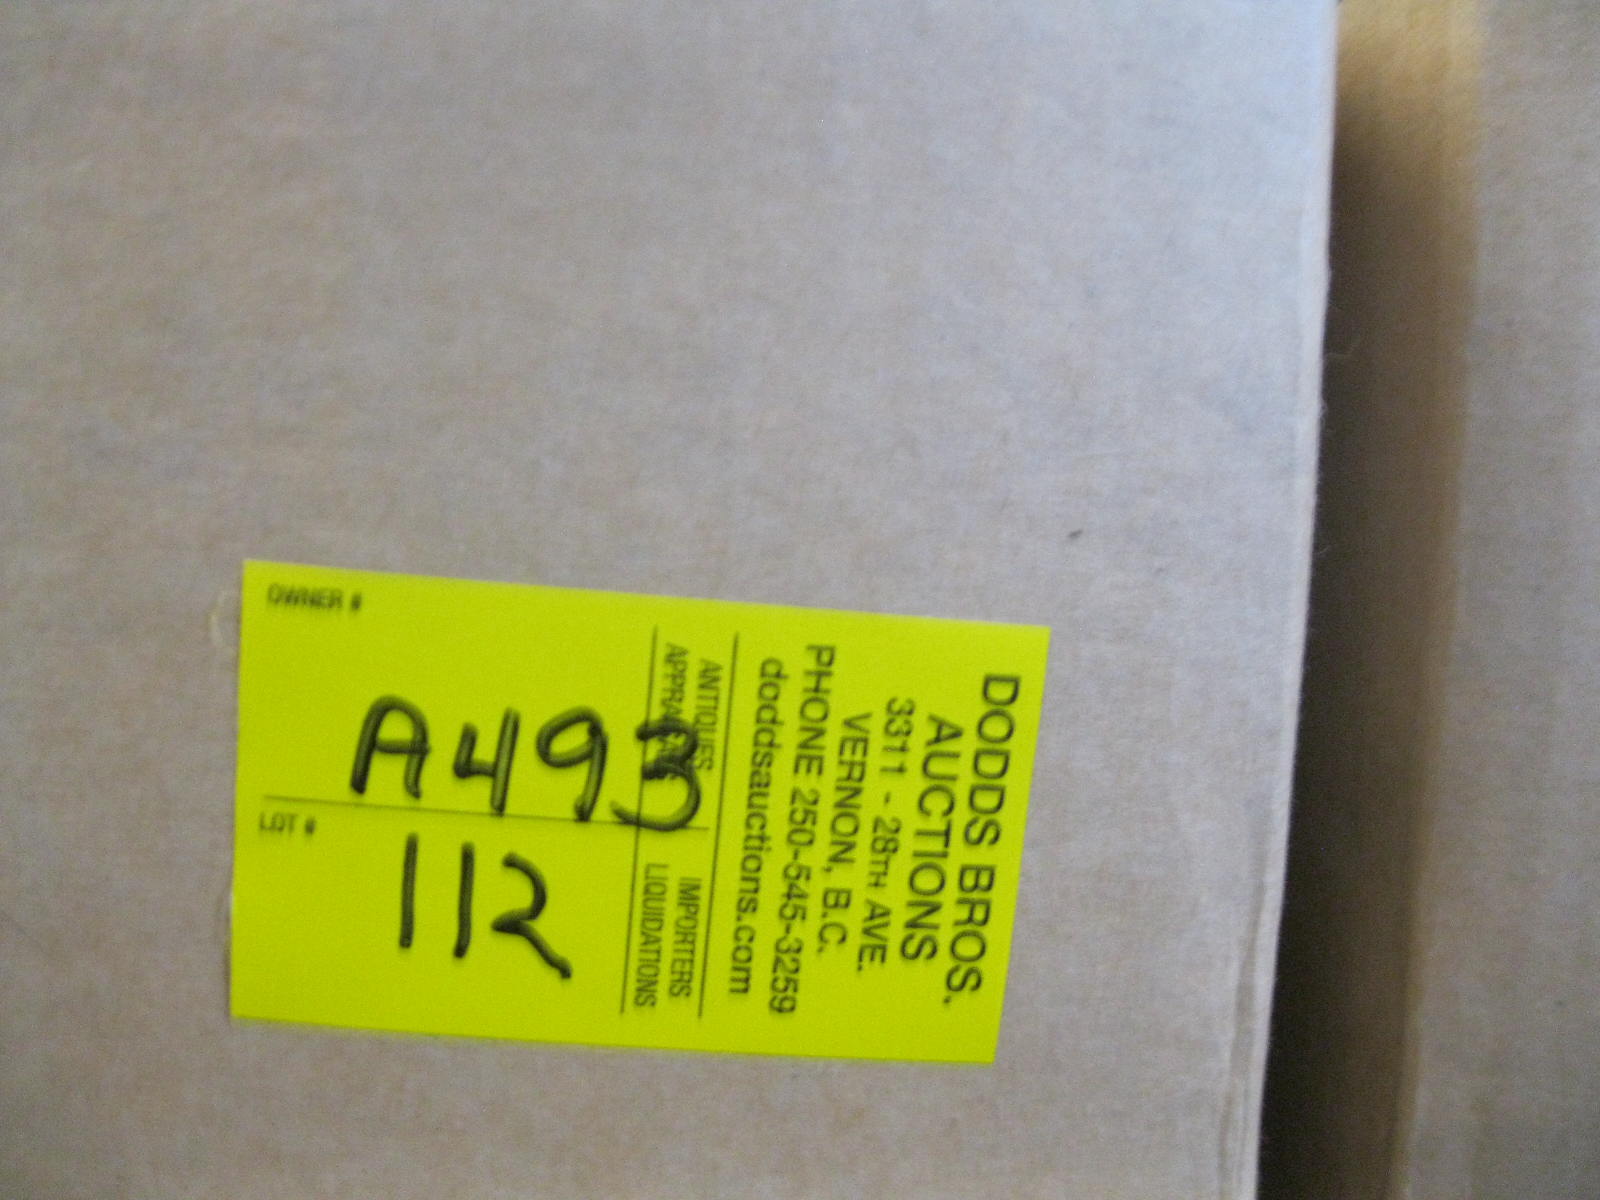 DODDS BROS.
AUCTIONS
3311 - 28TH AVE.
VERNON, B.C.
PHONE 250-545-3259
doddsauctions.com
ANTIQUES IMPORTERS
APPRAISALS LIQUIDATIONS
OWNER #
A493
LOT #
112